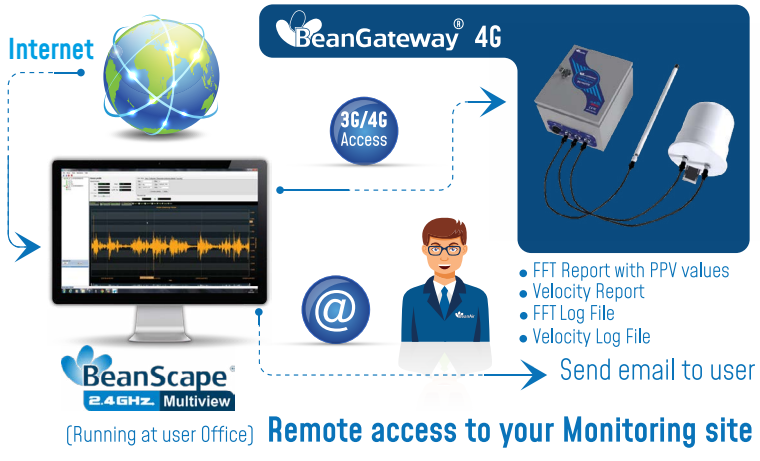 Internet
BeanGateway® 4G
3G/4G
Access
@
BeanAir
• FFT Report with PPV values
• Velocity Report
• FFT Log File
• Velocity Log File
Send email to user
BeanScape®
2.4GHz Multiview
(Running at user Office)
Remote access to your Monitoring site